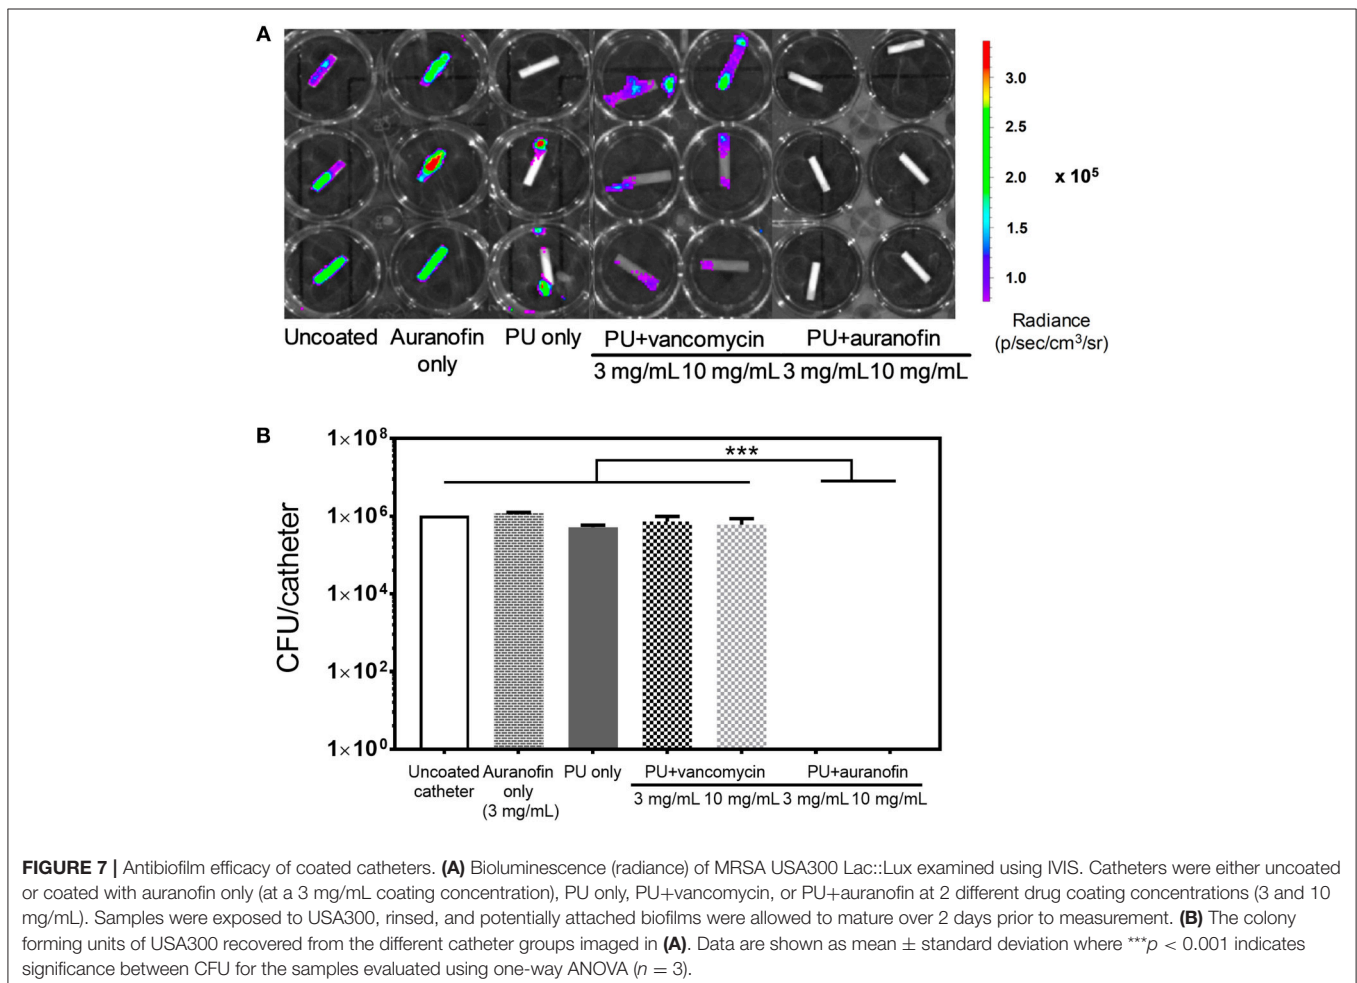 A
3.0
2.5
2.0
x 10⁵
1.5
1.0
Radiance
(p/sec/cm³/sr)
Uncoated
Auranofin
only
PU only
PU+vancomycin
PU+auranofin
3 mg/mL 10 mg/mL 3 mg/mL 10 mg/mL
B
1×10⁸
1×10⁶
1×10⁴
1×10²
1×10⁰
CFU/catheter
***
Uncoated
catheter
Auranofin
only
(3 mg/mL)
PU only
PU+vancomycin
PU+auranofin
3 mg/mL 10 mg/mL 3 mg/mL 10 mg/mL
FIGURE 7 | Antibiofilm efficacy of coated catheters. (A) Bioluminescence (radiance) of MRSA USA300 Lac::Lux examined using IVIS. Catheters were either uncoated
or coated with auranofin only (at a 3 mg/mL coating concentration), PU only, PU+vancomycin, or PU+auranofin at 2 different drug coating concentrations (3 and 10
mg/mL). Samples were exposed to USA300, rinsed, and potentially attached biofilms were allowed to mature over 2 days prior to measurement. (B) The colony
forming units of USA300 recovered from the different catheter groups imaged in (A). Data are shown as mean ± standard deviation where ***p < 0.001 indicates
significance between CFU for the samples evaluated using one-way ANOVA (n = 3).